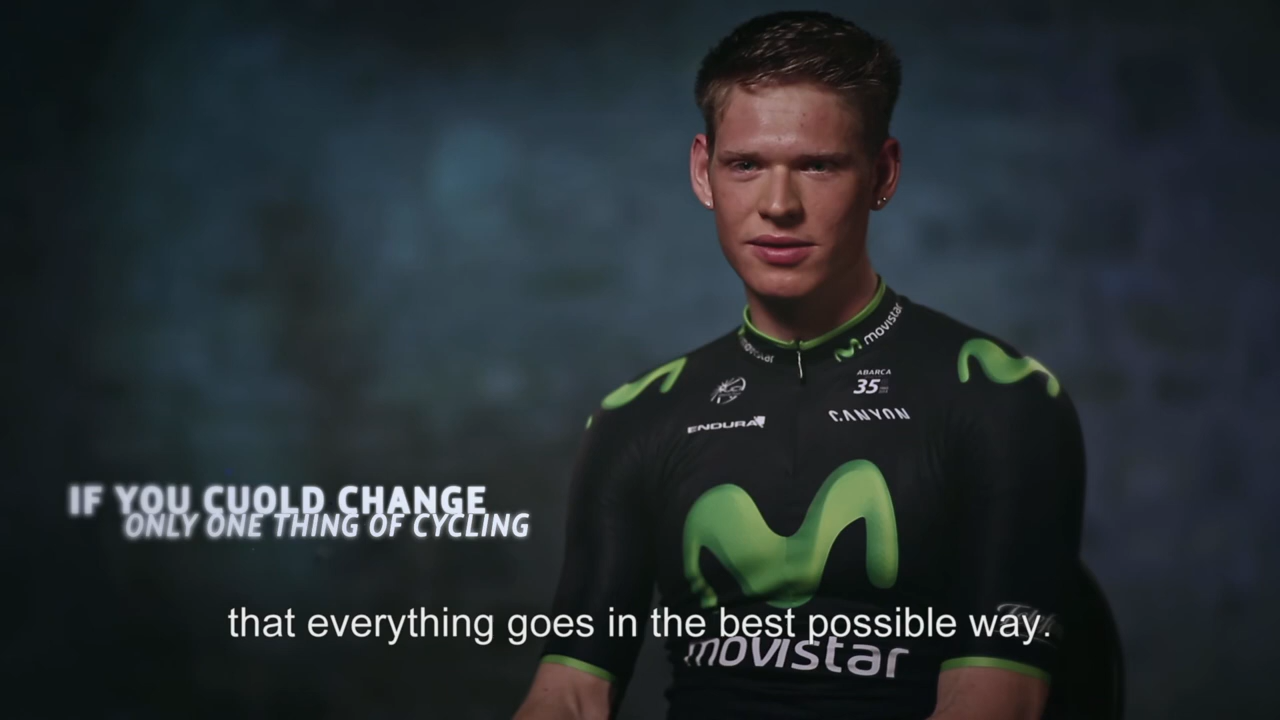 movistar
movistar
ABARCA
35
ENDURA
CANYON
IF YOU CUOLD CHANGE
ONLY ONE THING OF CYCLING
that everything goes in the best possible way.
movistar